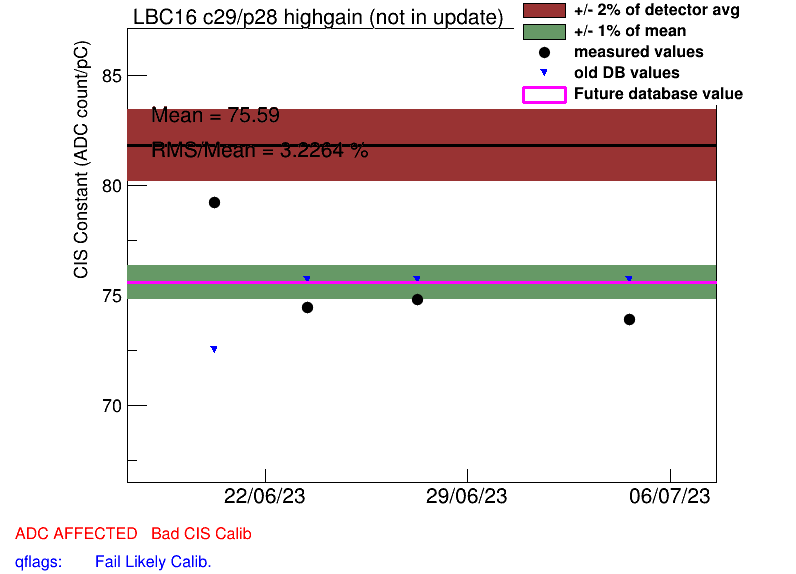 LBC16 c29/p28 highgain (not in update)
+/- 2% of detector avg
+/- 1% of mean
measured values
old DB values
Future database value
CIS Constant (ADC count/pC)
85
Mean = 75.59
RMS/Mean = 3.2264 %
80
75
70
22/06/23 29/06/23 06/07/23
ADC AFFECTED Bad CIS Calib
qflags: Fail Likely Calib.